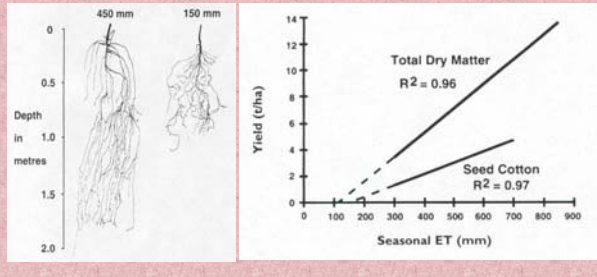 450 mm 150 mm
0
0.5
Depth
1.0
in
metres
1.5
2.0
14
12
10
8
6
4
2
0
Yield (t/ha)
Total Dry Matter
R2 = 0.96
Seed Cotton
R2 = 0.97
0 100 200 300 400 500 600 700 800 900
Seasonal ET (mm)